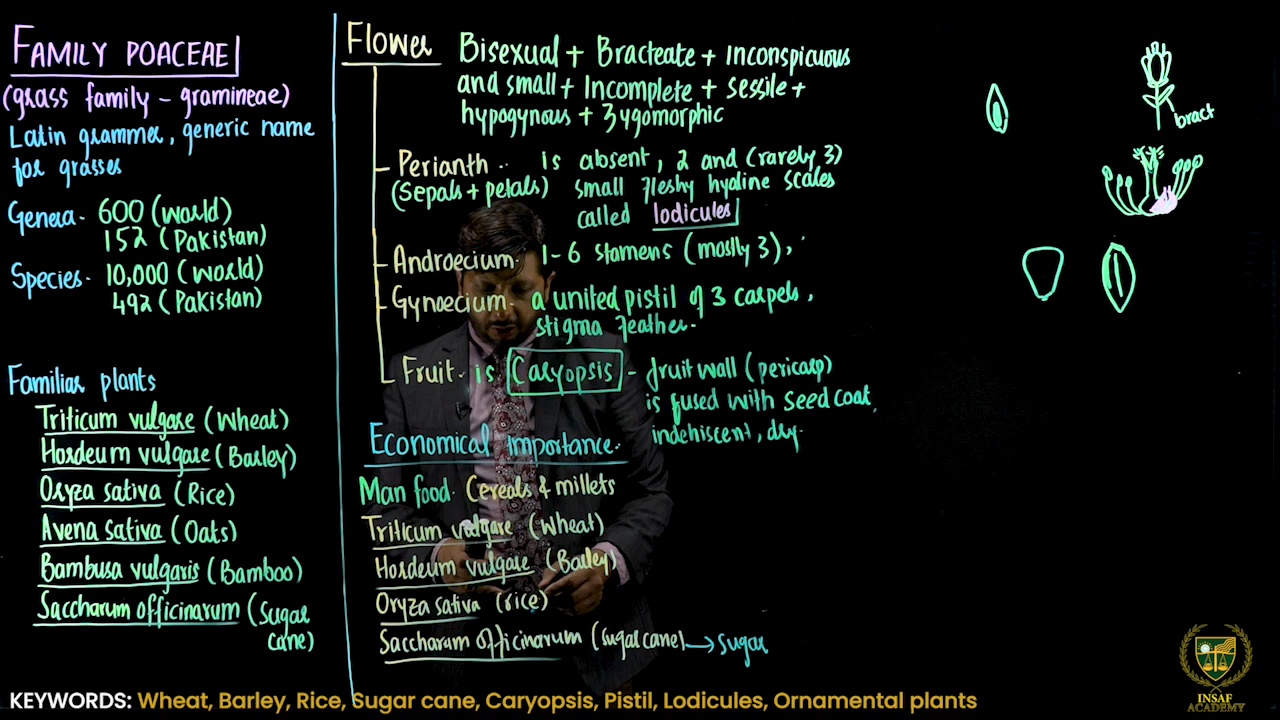 FAMILY POACEAE
(grass family - gramineae)
Latin grammer, generic name
for grasses
Genera - 600 (world)
152 (Pakistan)
Species - 10,000 (world)
492 (Pakistan)
Familiar plants
Triticum vulgare (Wheat)
Hordeum vulgare (Barley)
Oryza sativa (Rice)
Avena sativa (Oats)
Bambusa vulgaris (Bamboo)
Saccharum officinarum (Sugar
cane)
Flower Bisexual + Bracteate + inconspicuous
and small + Incomplete + sessile +
hypogynous + Zygomorphic
Perianth - is absent, 2 and (rarely 3)
(sepals + petals) small fleshy hyaline scales
called lodicules
Androecium - 1-6 stamens (mostly 3),
Gynoecium - a united pistil of 3 carpels,
stigma feather.
Fruit - is Caryopsis - fruit wall (pericarp)
is fused with seed coat,
indehiscent, dry.
Economical importance.
Man food. Cereals & millets
Triticum vulgare (wheat)
Hordeum vulgare (Barley)
Oryza sativa (rice)
Saccharum officinarum (sugar cane) → Sugar
bract
KEYWORDS: Wheat, Barley, Rice, Sugar cane, Caryopsis, Pistil, Lodicules, Ornamental plants
INSAF
ACADEMY